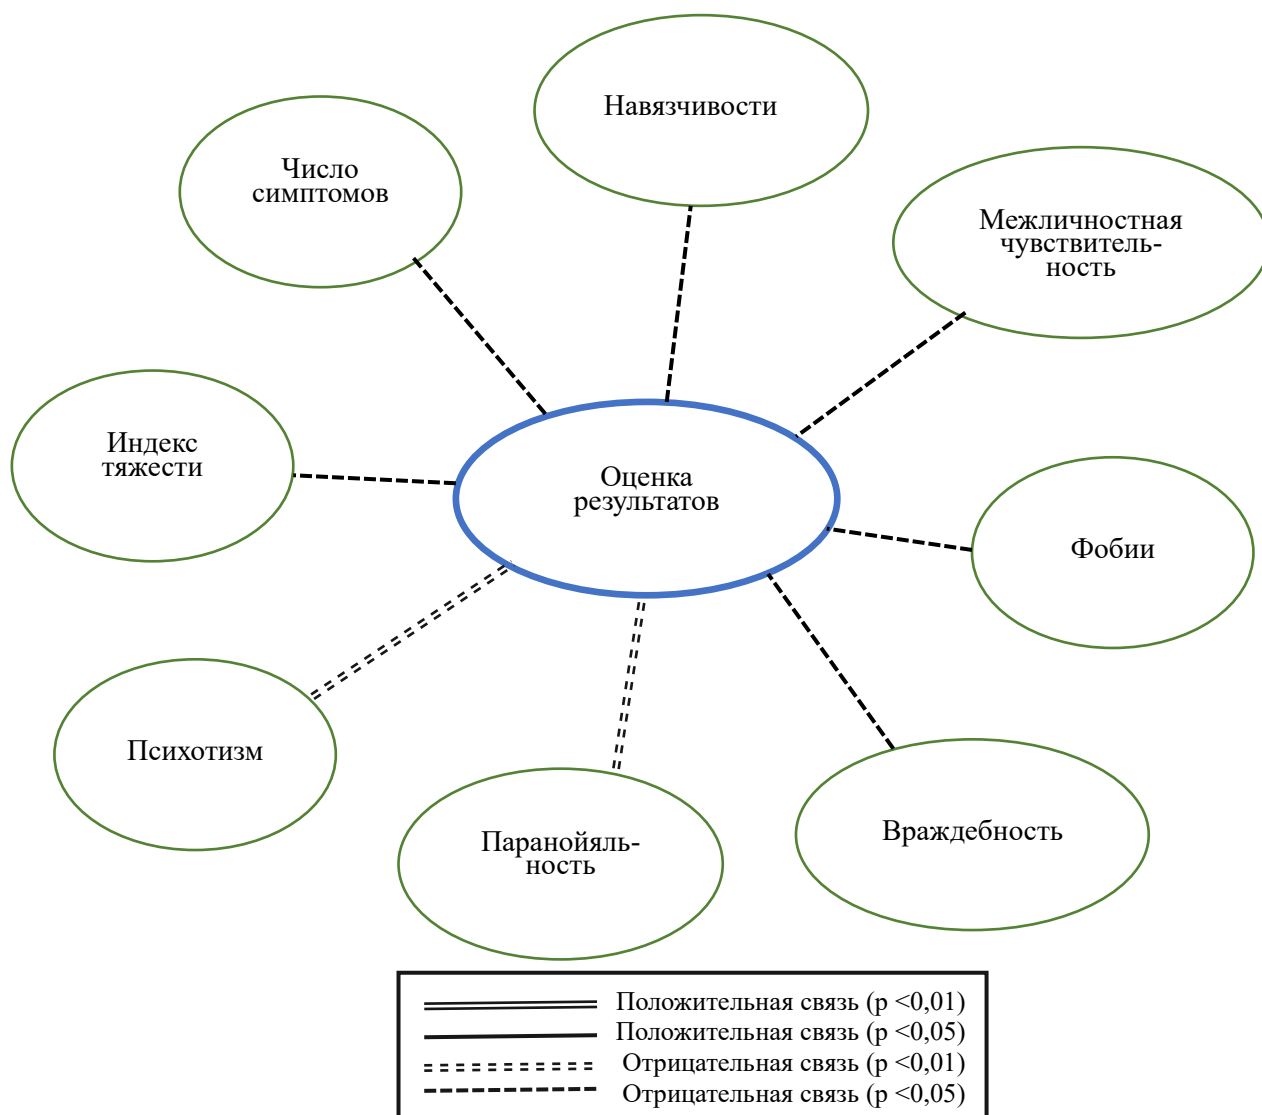 Навязчивости
Число
симптомов
Межличностная
чувствитель-
ность
Индекс
тяжести
Оценка
результатов
Фобии
Психотизм
Паранойяль-
ность
Враждебность
Положительная связь (p <0,01)
Положительная связь (p <0,05)
Отрицательная связь (p <0,01)
Отрицательная связь (p <0,05)